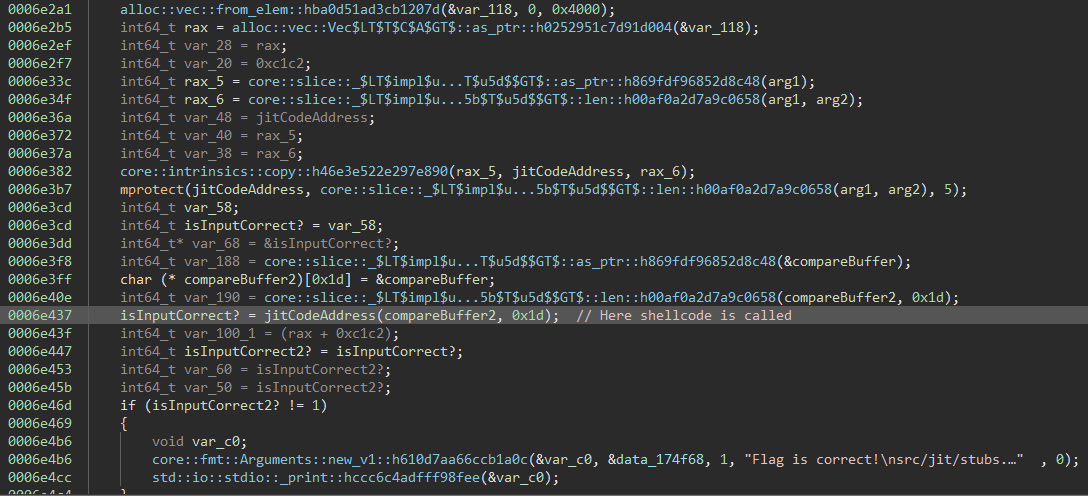 0006e2a1 alloc::vec::from_elem::hba0d51ad3cb1207d(&var_118, 0, 0x4000);
0006e2b5 int64_t rax = alloc::vec::Vec$LT$T$C$A$GT$::as_ptr::h0252951c7d91d004(&var_118);
0006e2ef int64_t var_28 = rax;
0006e2f7 int64_t var_20 = 0xc1c2;
0006e33c int64_t rax_5 = core::slice::_$LT$impl$u...T$u5d$$GT$::as_ptr::h869fdf96852d8c48(arg1);
0006e34f int64_t rax_6 = core::slice::_$LT$impl$u...5b$T$u5d$$GT$::len::h00af0a2d7a9c0658(arg1, arg2);
0006e36a int64_t var_48 = jitCodeAddress;
0006e372 int64_t var_40 = rax_5;
0006e37a int64_t var_38 = rax_6;
0006e382 core::intrinsics::copy::h46e3e522e297e890(rax_5, jitCodeAddress, rax_6);
0006e3b7 mprotect(jitCodeAddress, core::slice::_$LT$impl$u...5b$T$u5d$$GT$::len::h00af0a2d7a9c0658(arg1, arg2), 5);
0006e3cd int64_t var_58;
0006e3cd int64_t isInputCorrect? = var_58;
0006e3dd int64_t* var_68 = &isInputCorrect?;
0006e3f8 int64_t var_188 = core::slice::_$LT$impl$u...T$u5d$$GT$::as_ptr::h869fdf96852d8c48(&compareBuffer);
0006e3ff char (* compareBuffer2)[0x1d] = &compareBuffer;
0006e40e int64_t var_190 = core::slice::_$LT$impl$u...5b$T$u5d$$GT$::len::h00af0a2d7a9c0658(compareBuffer2, 0x1d);
0006e437 isInputCorrect? = jitCodeAddress(compareBuffer2, 0x1d); // Here shellcode is called
0006e43f int64_t var_100_1 = (rax + 0xc1c2);
0006e447 int64_t isInputCorrect2? = isInputCorrect?;
0006e453 int64_t var_60 = isInputCorrect2?;
0006e45b int64_t var_50 = isInputCorrect2?;
0006e46d if (isInputCorrect2? != 1)
0006e469 {
0006e4b6 void var_c0;
0006e4b6 core::fmt::Arguments::new_v1::h610d7aa66ccb1a0c(&var_c0, &data_174f68, 1, "Flag is correct!\nsrc/jit/stubs.…" , 0);
0006e4cc std::io::stdio::_print::hccc6c4adfff98fee(&var_c0);